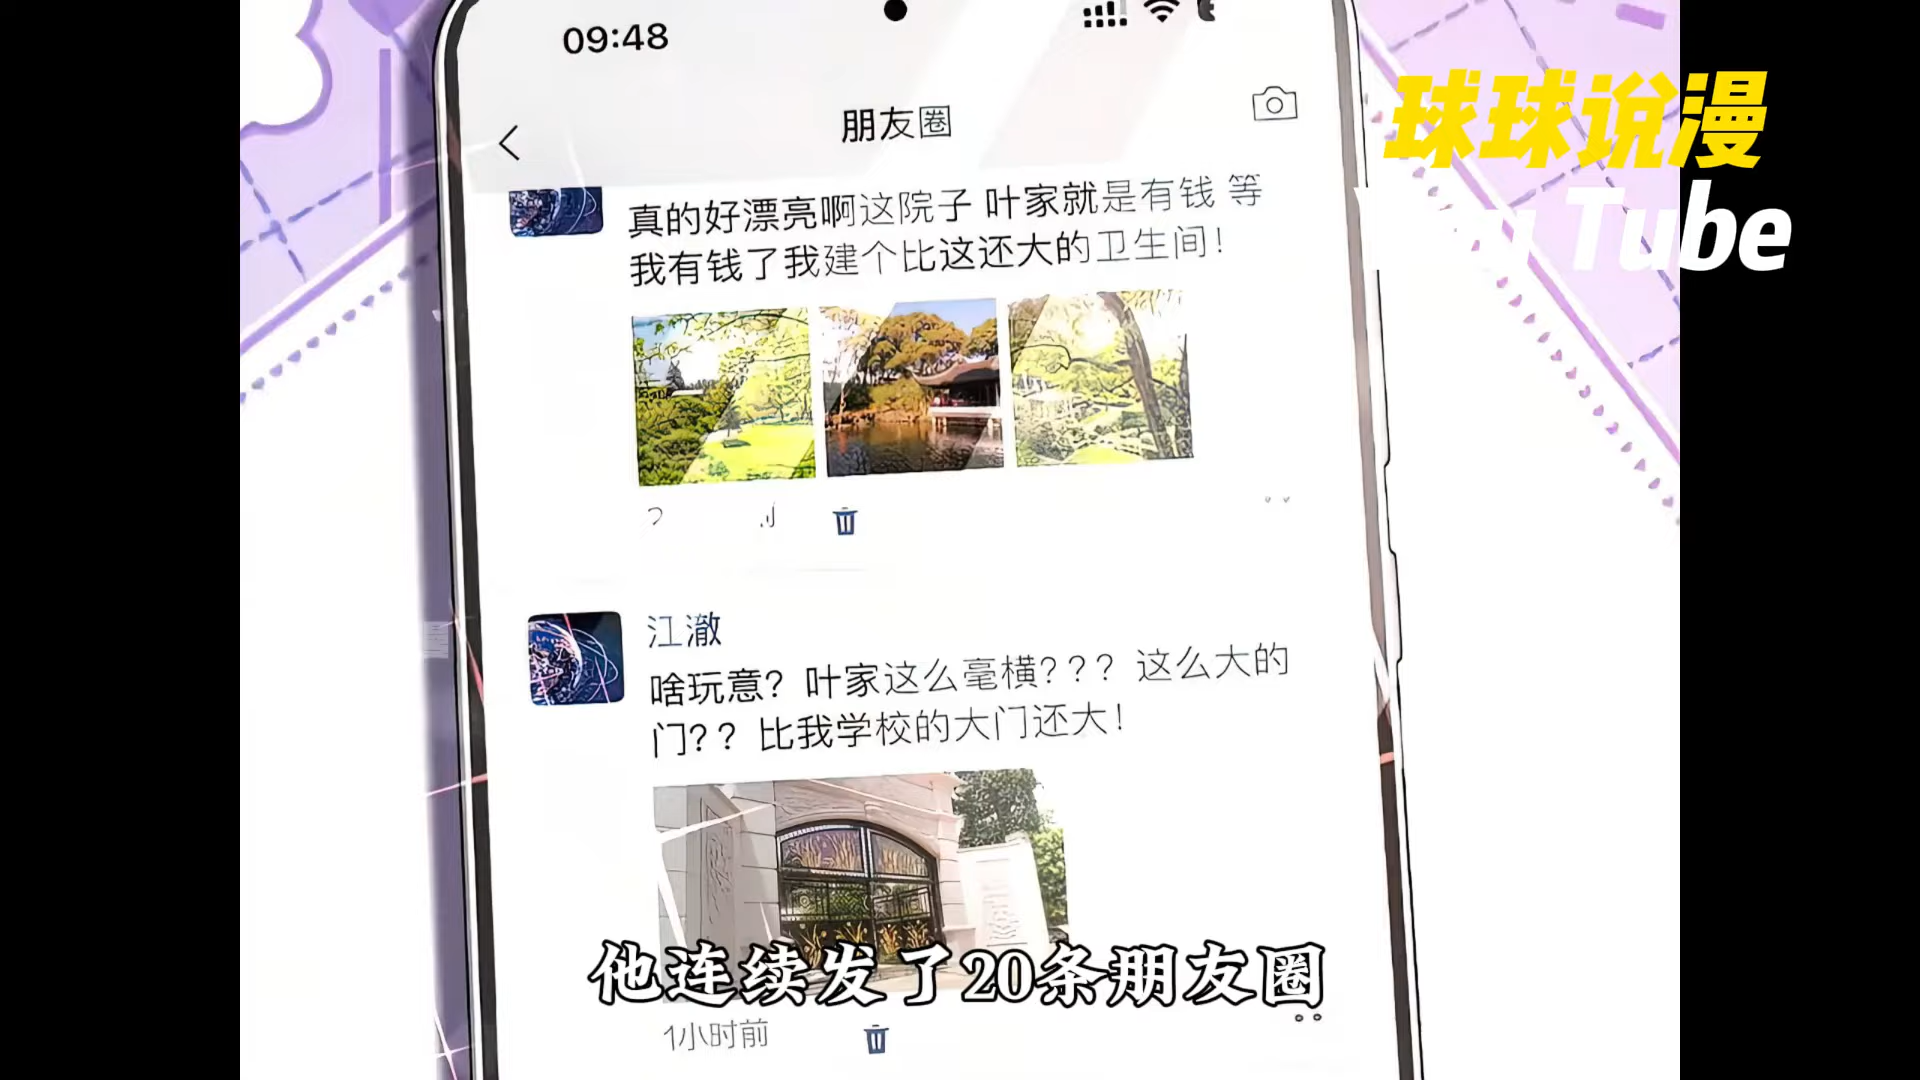 09:48
朋友圈
球球说漫
You Tube
真的好漂亮啊这院子 叶家就是有钱 等
我有钱了我建个比这还大的卫生间!
江澈
啥玩意? 叶家这么毫横??? 这么大的
门?? 比我学校的大门还大!
他连续发了20条朋友圈
1小时前